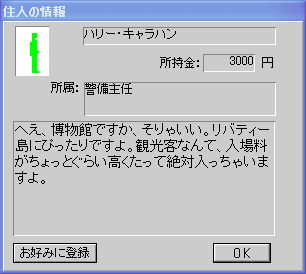 住人の情報
ハリー・キャラハン
所持金: 3000 円
所属: 警備主任
へえ、博物館ですか、そりゃいい。リバティー
島にぴったりですよ。観光客なんて、入場料
がちょっとぐらい高くたって絶対入っちゃいま
すよ。
お好みに登録 OK